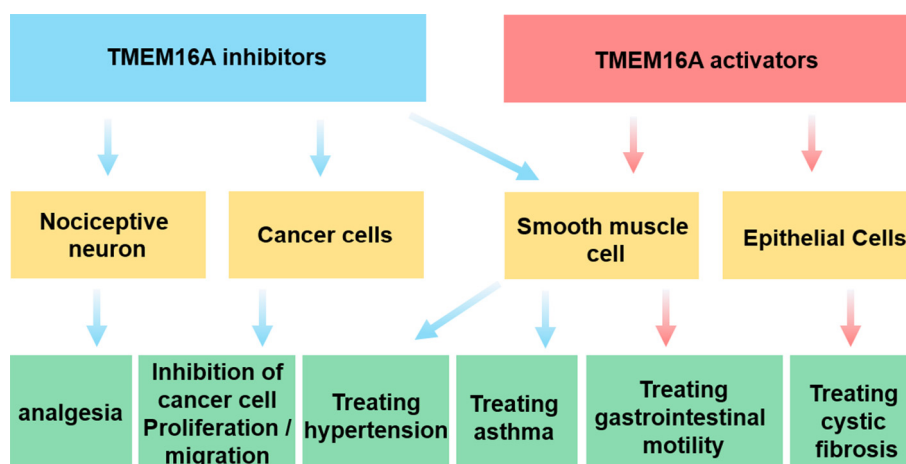 TMEM16A inhibitors
TMEM16A activators
Nociceptive
neuron
Cancer cells
Smooth muscle
cell
Epithelial Cells
analgesia
Inhibition of
cancer cell
Proliferation /
migration
Treating
hypertension
Treating
asthma
Treating
gastrointestinal
motility
Treating
cystic
fibrosis